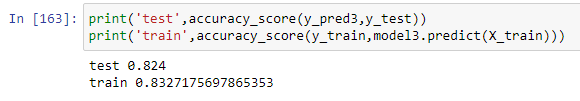 In [163]: print('test',accuracy_score(y_pred3,y_test))
print('train',accuracy_score(y_train,model3.predict(X_train)))
test 0.824
train 0.8327175697865353